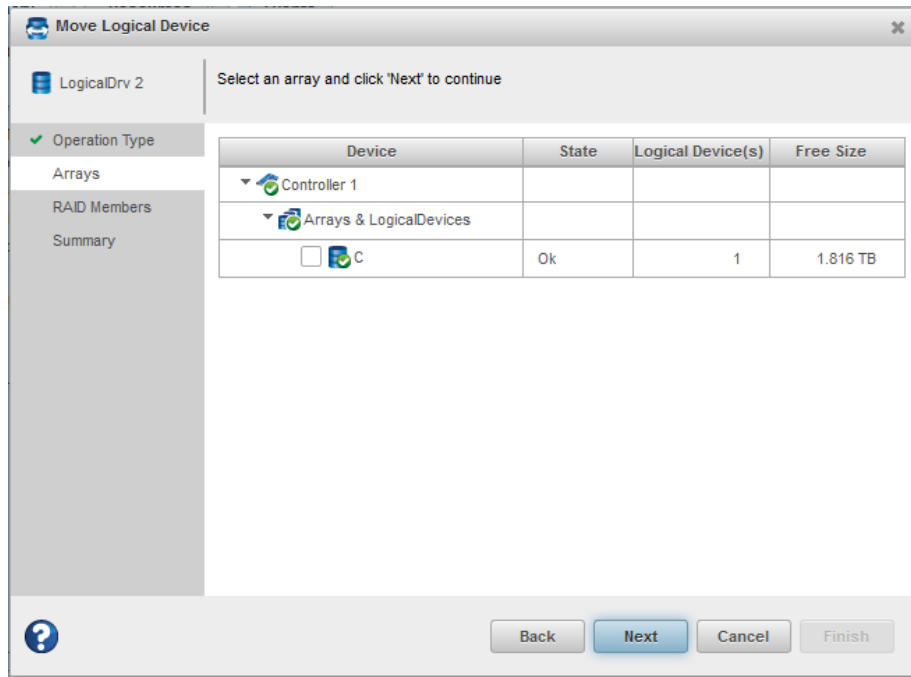 Move Logical Device
LogicalDrv 2
Select an array and click 'Next' to continue
Operation Type
Arrays
RAID Members
Summary
Device State Logical Device(s) Free Size
Controller 1
Arrays & LogicalDevices
C Ok 1 1.816 TB
Back Next Cancel Finish